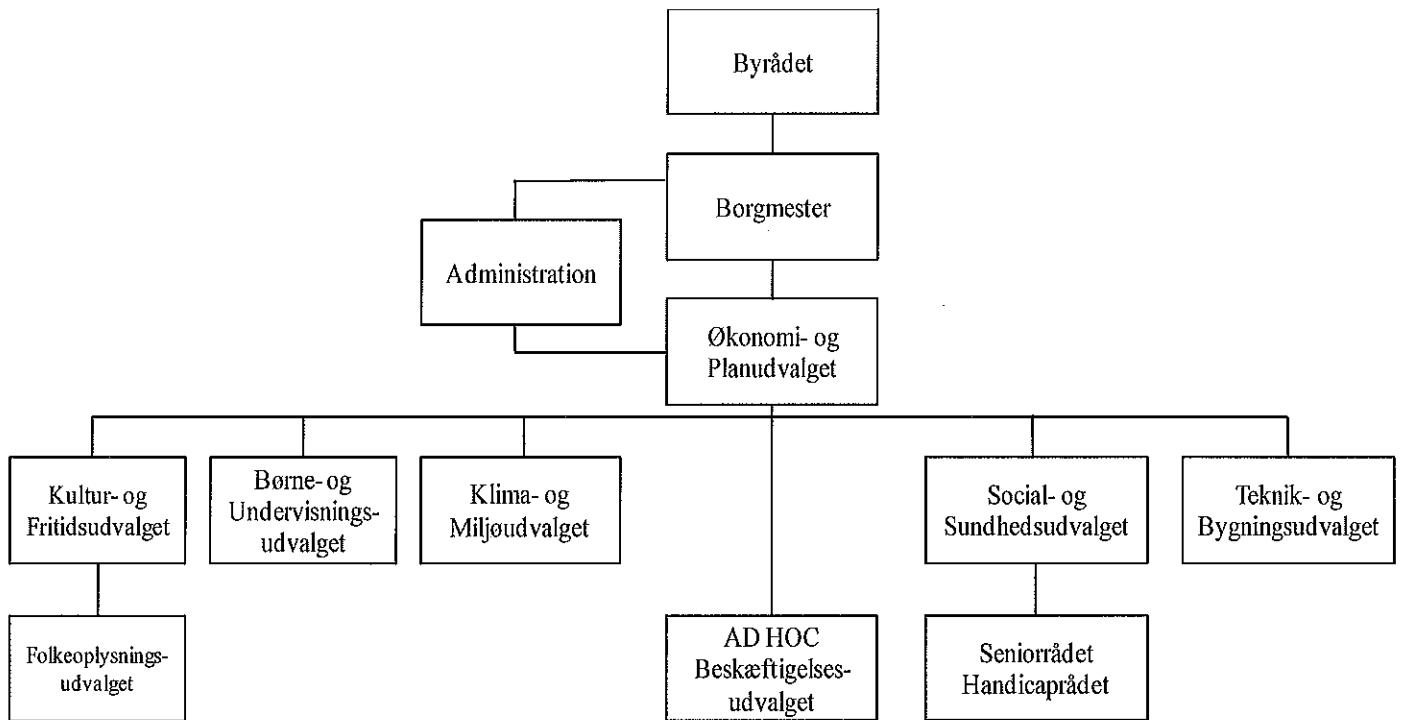 Byrådet
Borgmester
Administration
Økonomi- og
Planudvalget
Kultur- og
Fritidsudvalget
Børne- og
Undervisnings-
udvalget
Klima- og
Miljøudvalget
Social- og
Sundhedsudvalget
Teknik- og
Bygningsudvalget
Folkeoplysnings-
udvalget
AD HOC
Beskæftigelses-
udvalget
Seniorrådet
Handicaprådet